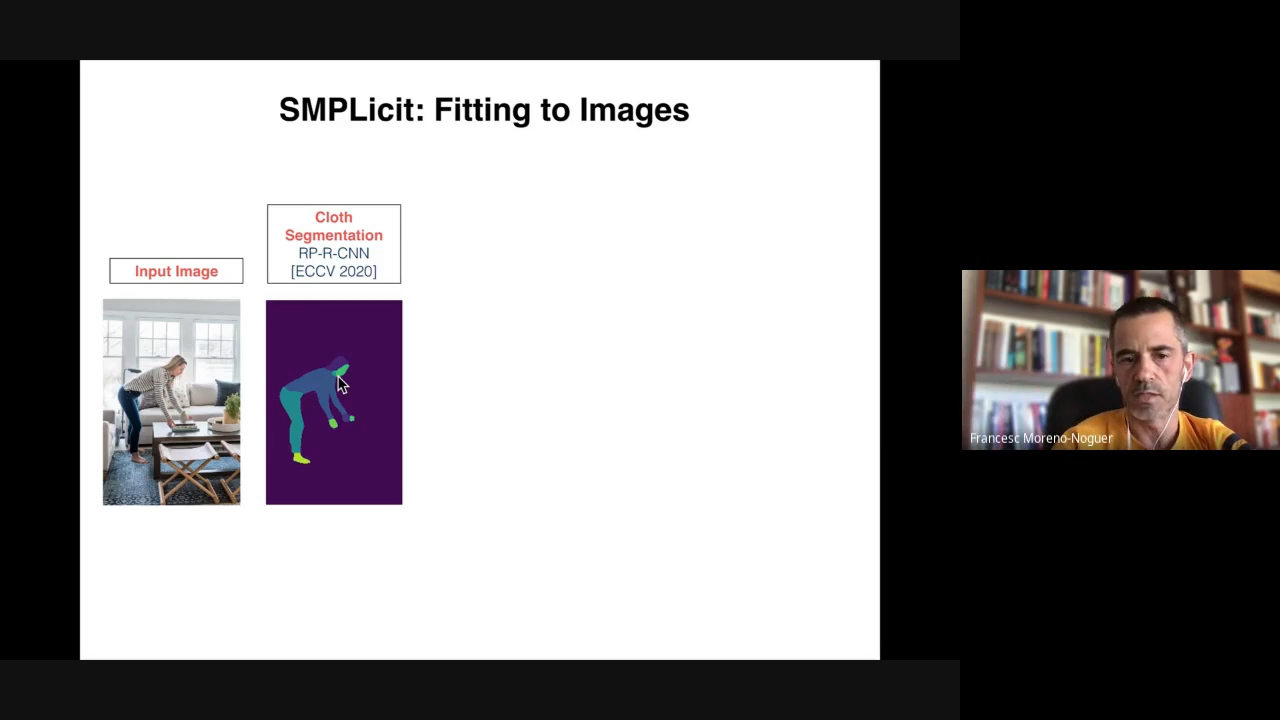 SMPLicit: Fitting to Images
Cloth
Segmentation
RP-R-CNN
[ECCV 2020]
Input Image
Francesc Moreno-Noguer